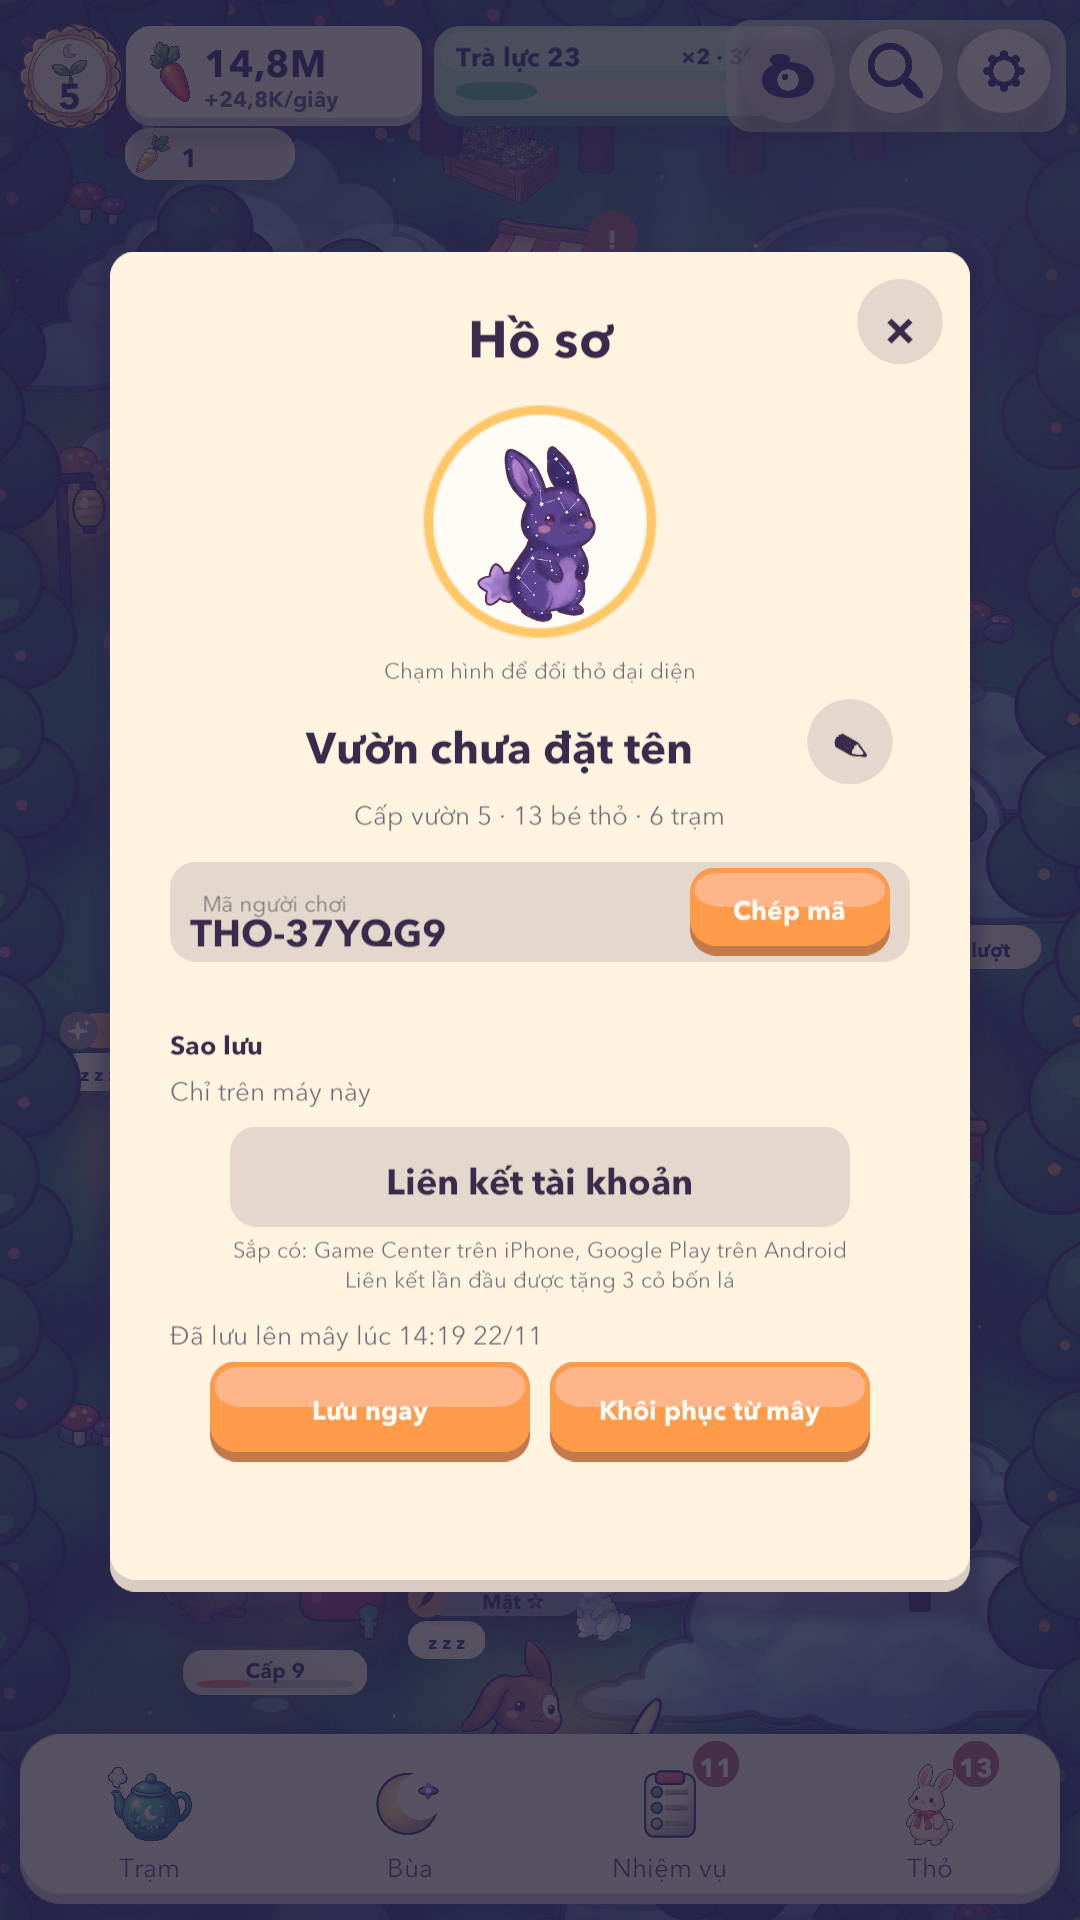 5
14,8M
+24,8K/giây
Trà lực 23
×2 · 3
1
!
Hồ sơ
×
Chạm hình để đổi thỏ đại diện
Vườn chưa đặt tên
Cấp vườn 5 · 13 bé thỏ · 6 trạm
Mã người chơi
THO-37YQG9
Chép mã
lượt
Sao lưu
z z
Chỉ trên máy này
Liên kết tài khoản
Sắp có: Game Center trên iPhone, Google Play trên Android
Liên kết lần đầu được tặng 3 cỏ bốn lá
Đã lưu lên mây lúc 14:19 22/11
Lưu ngay
Khôi phục từ mây
Mật ☆
z z z
Cấp 9
11
13
Trạm
Bùa
Nhiệm vụ
Thỏ